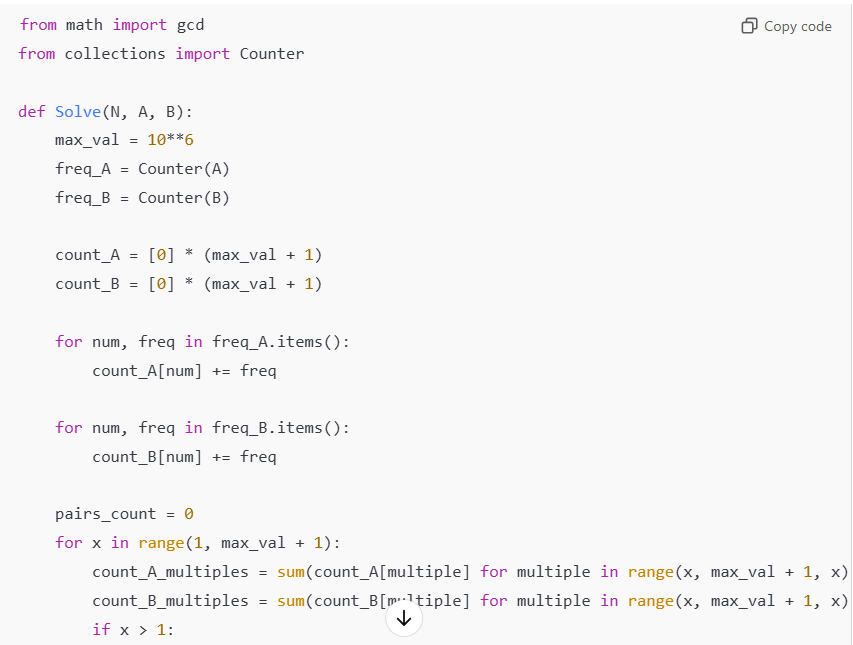 from math import gcd
Copy code
from collections import Counter
def Solve(N, A, B):
    max_val = 10**6
    freq_A = Counter(A)
    freq_B = Counter(B)
    count_A = [0] * (max_val + 1)
    count_B = [0] * (max_val + 1)
    for num, freq in freq_A.items():
        count_A[num] += freq
    for num, freq in freq_B.items():
        count_B[num] += freq
    pairs_count = 0
    for x in range(1, max_val + 1):
        count_A_multiples = sum(count_A[multiple] for multiple in range(x, max_val + 1, x)
        count_B_multiples = sum(count_B[multiple] for multiple in range(x, max_val + 1, x)
        if x > 1: